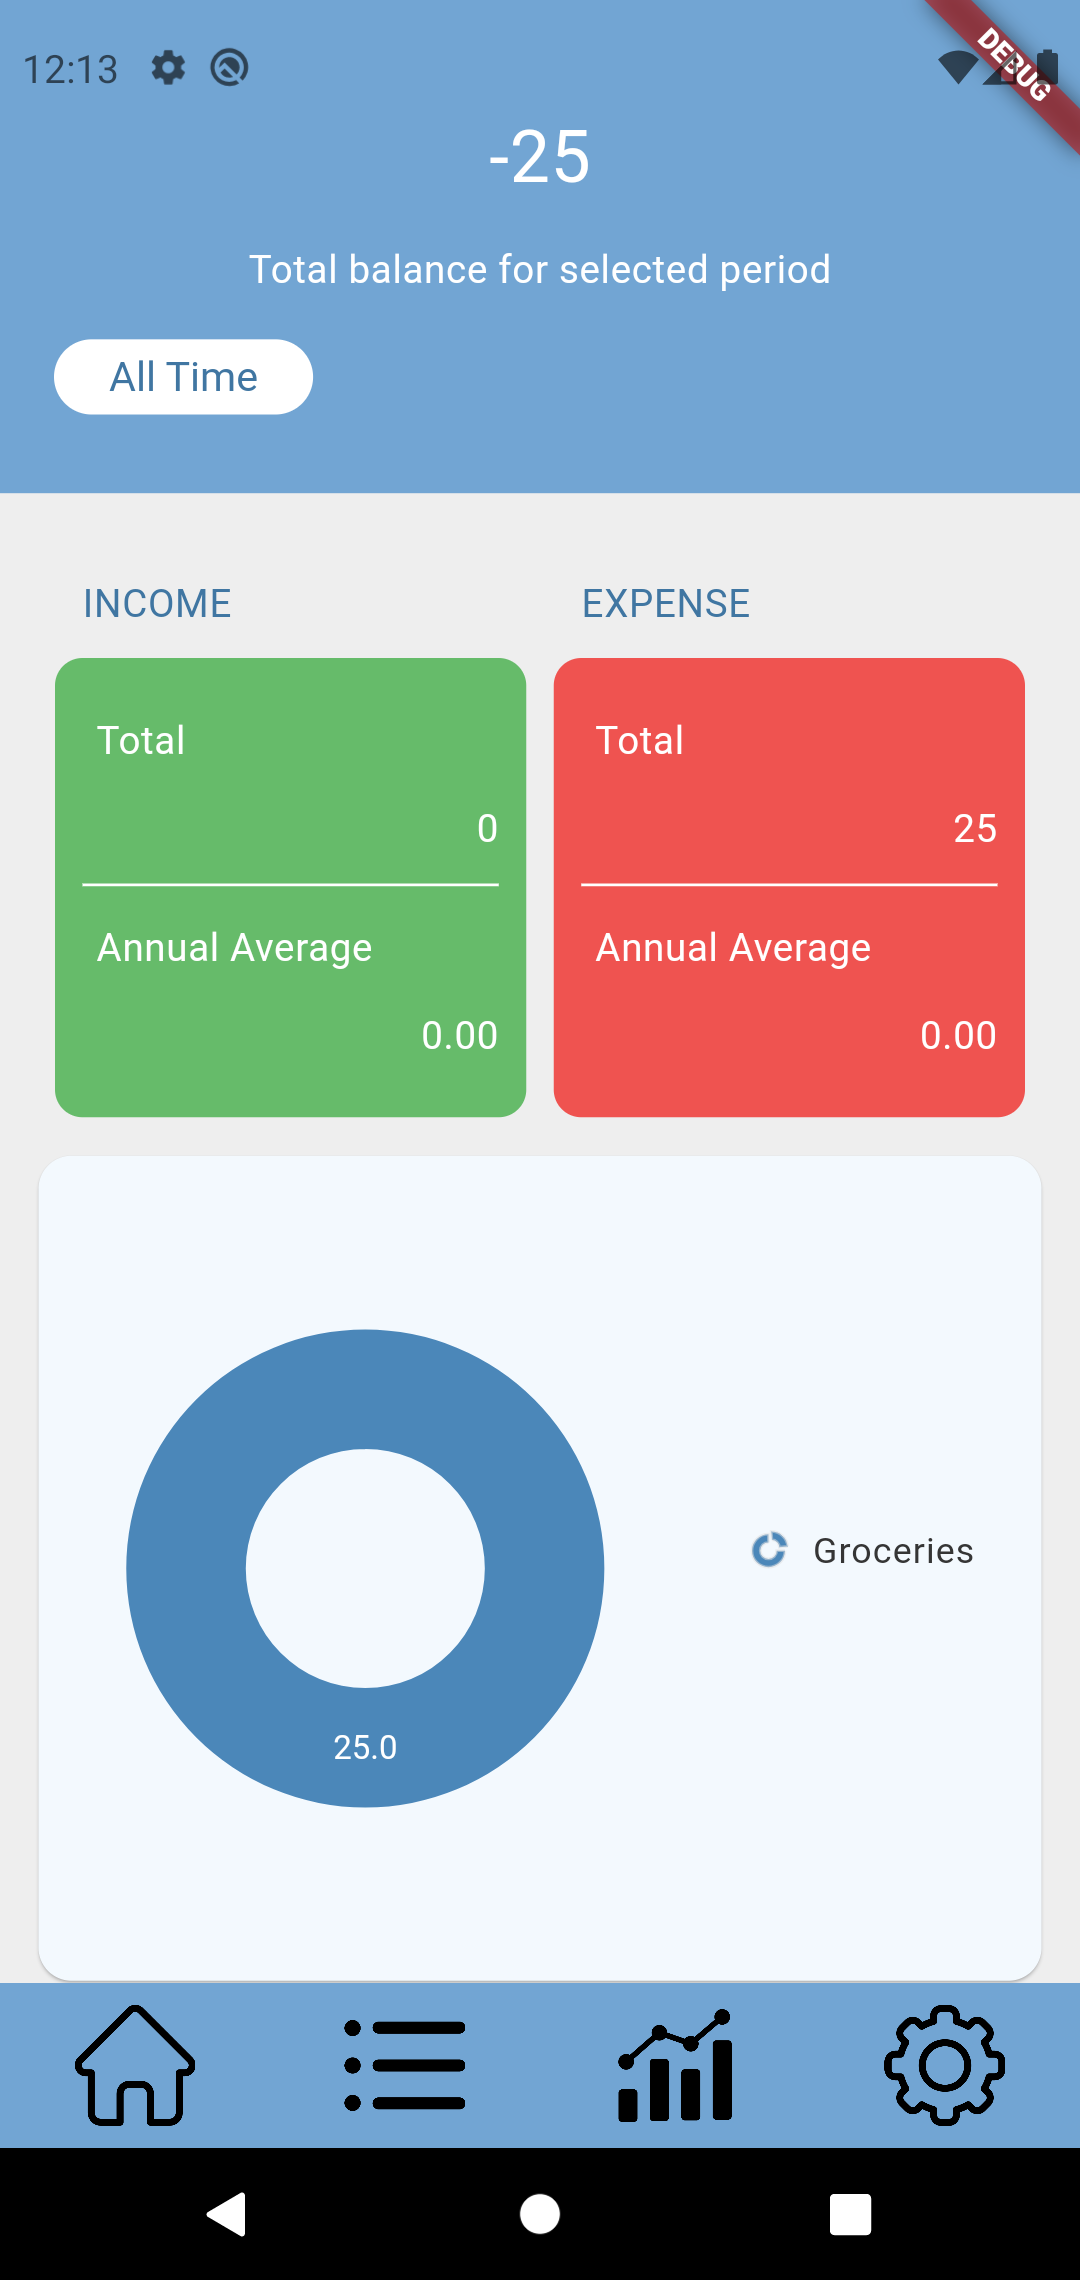 12:13
DEBUG
-25
Total balance for selected period
All Time
INCOME
EXPENSE
Total
0
Annual Average
0.00
Total
25
Annual Average
0.00
25.0
Groceries